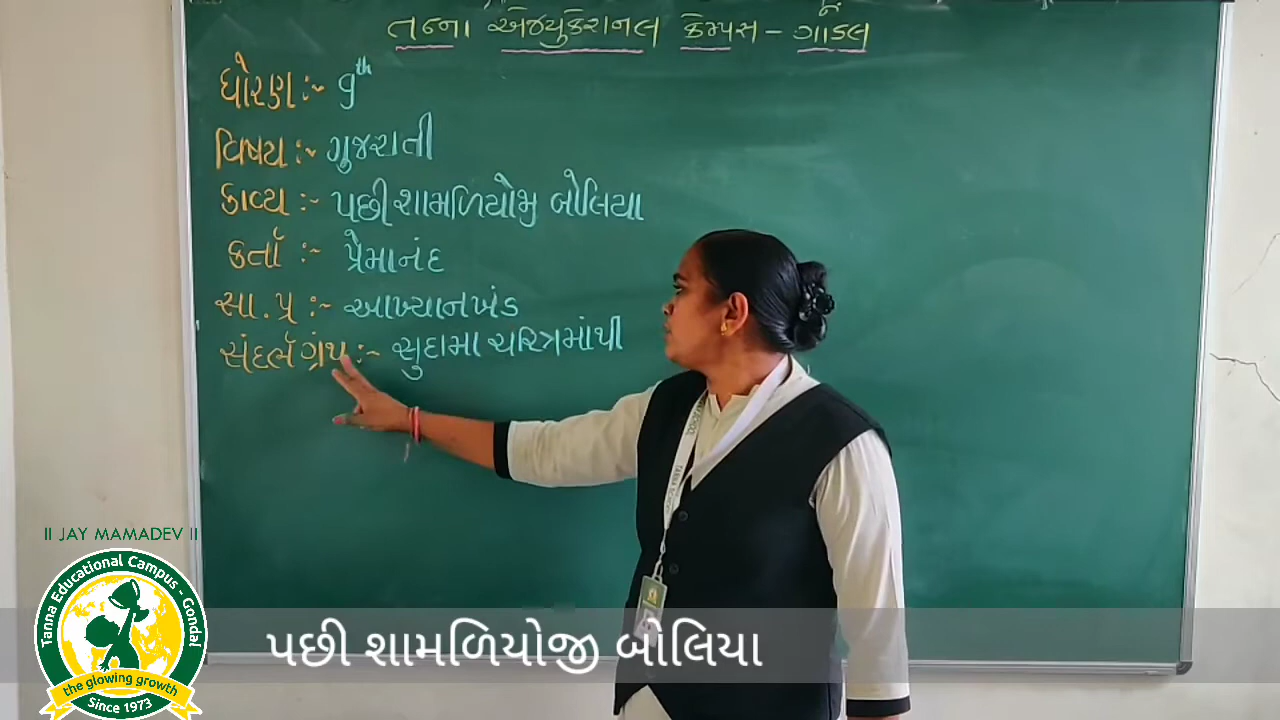 તન્ના એજ્યુકેશનલ કેમ્પસ – ગોંડલ
ધોરણ :- 9th
વિષય :- ગુજરાતી
કાવ્ય :- પછી શામળિયોજી બોલિયા
કર્તા :- પ્રેમાનંદ
સા. પ્ર :- આખ્યાનખંડ
સંદર્ભ ગ્રંથ :- સુદામા ચરિત્રમાંથી
II JAY MAMADEV II
Tanna Educational Campus - Gondal
the glowing growth
Since 1973
પછી શામળિયોજી બોલિયા